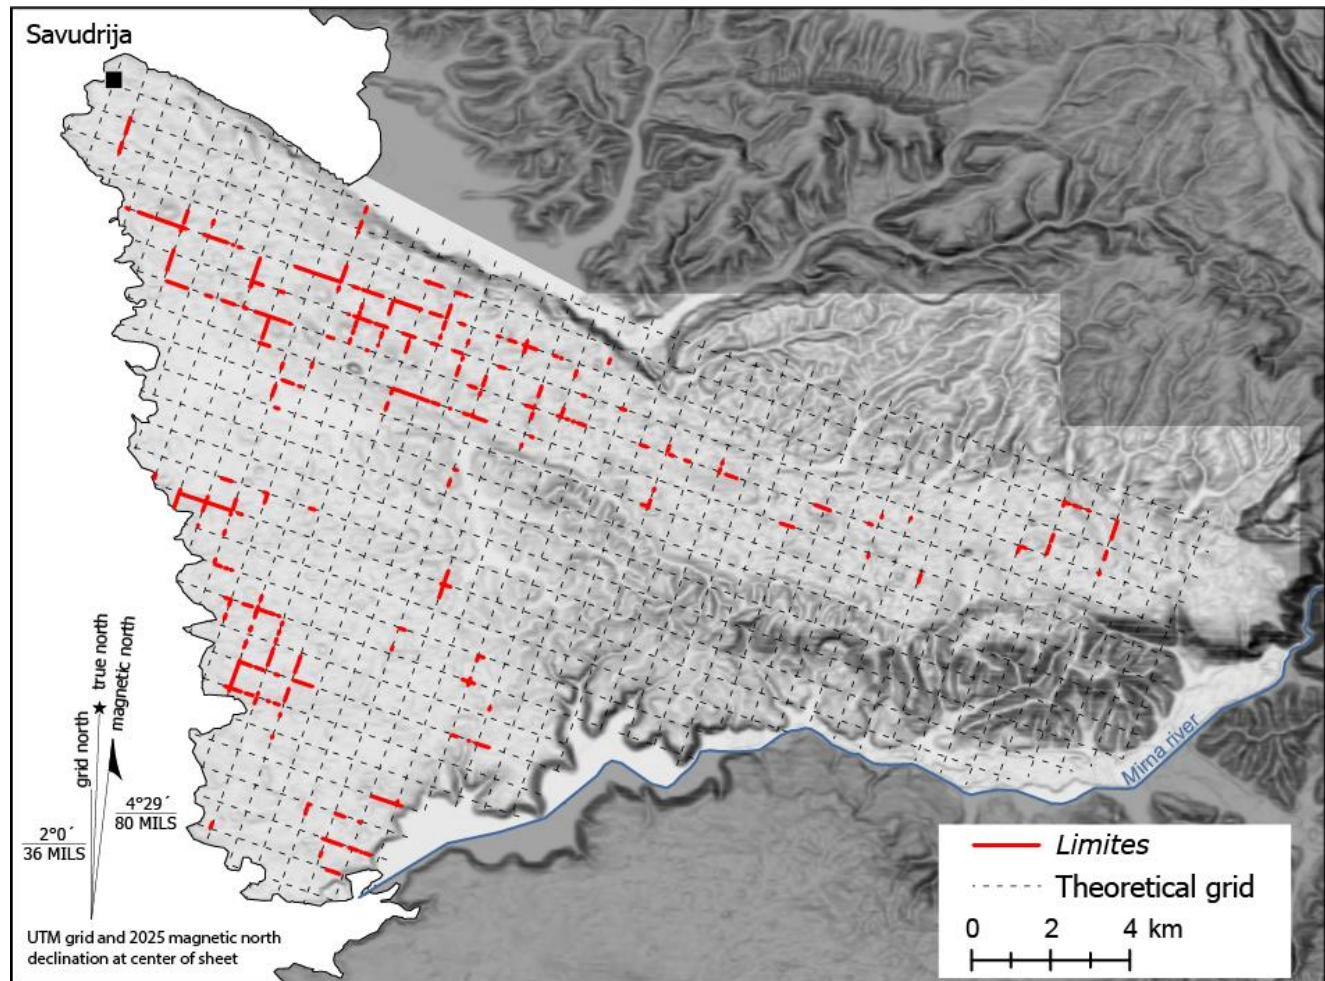 Savudrija
grid north
true north
magnetic north
2°0´
36 MILS
4°29´
80 MILS
UTM grid and 2025 magnetic north
declination at center of sheet
Mirna river
Limites
Theoretical grid
0 2 4 km